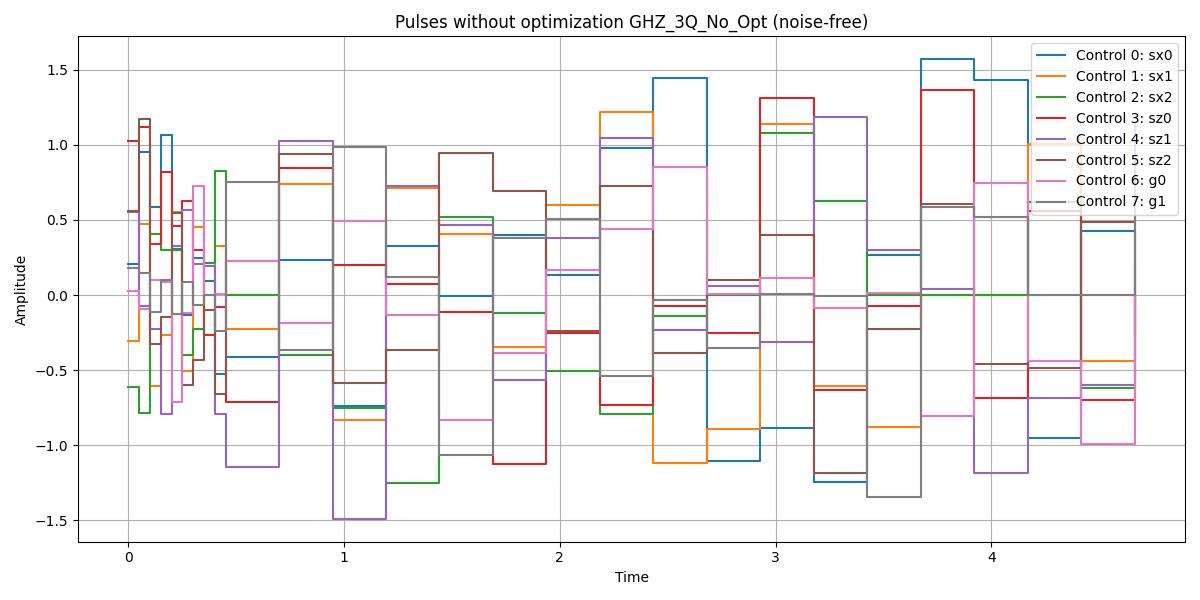 Pulses without optimization GHZ_3Q_No_Opt (noise-free)
Amplitude
1.5
1.0
0.5
0.0
−0.5
−1.0
−1.5
0
1
2
3
4
Time
Control 0: sx0
Control 1: sx1
Control 2: sx2
Control 3: sz0
Control 4: sz1
Control 5: sz2
Control 6: g0
Control 7: g1